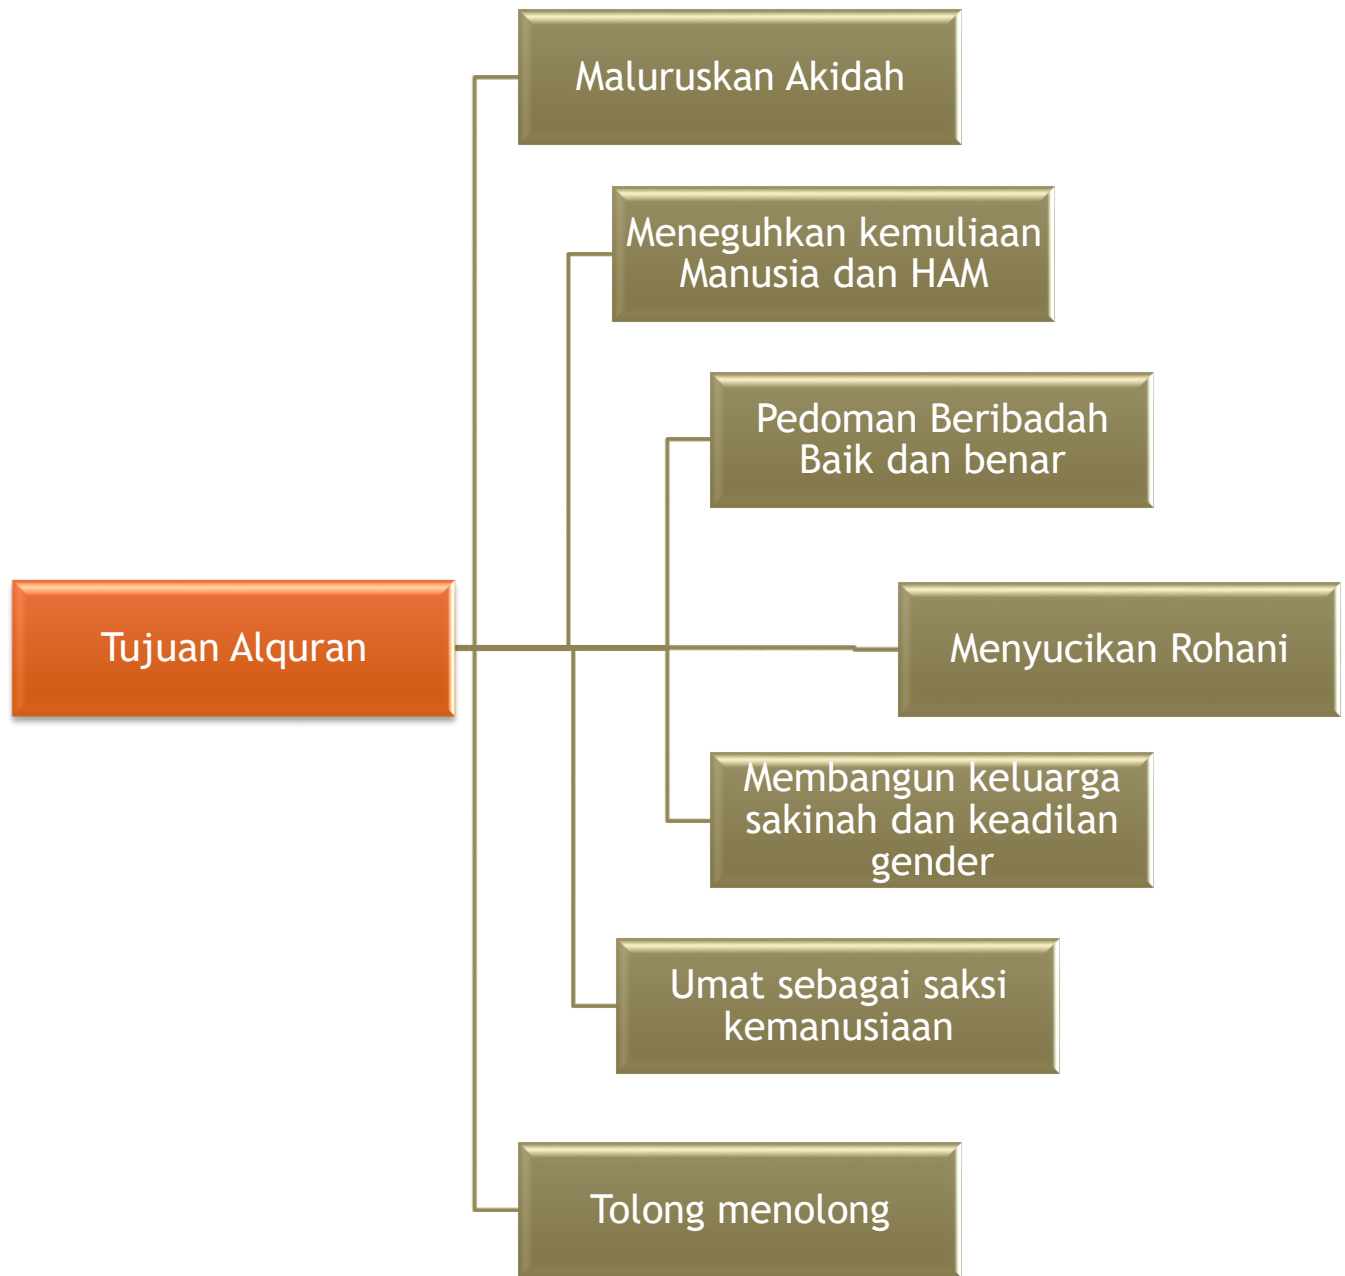 Maluruskan Akidah
Meneguhkan kemuliaan
Manusia dan HAM
Pedoman Beribadah
Baik dan benar
Tujuan Alquran
Menyucikan Rohani
Membangun keluarga
sakinah dan keadilan
gender
Umat sebagai saksi
kemanusiaan
Tolong menolong